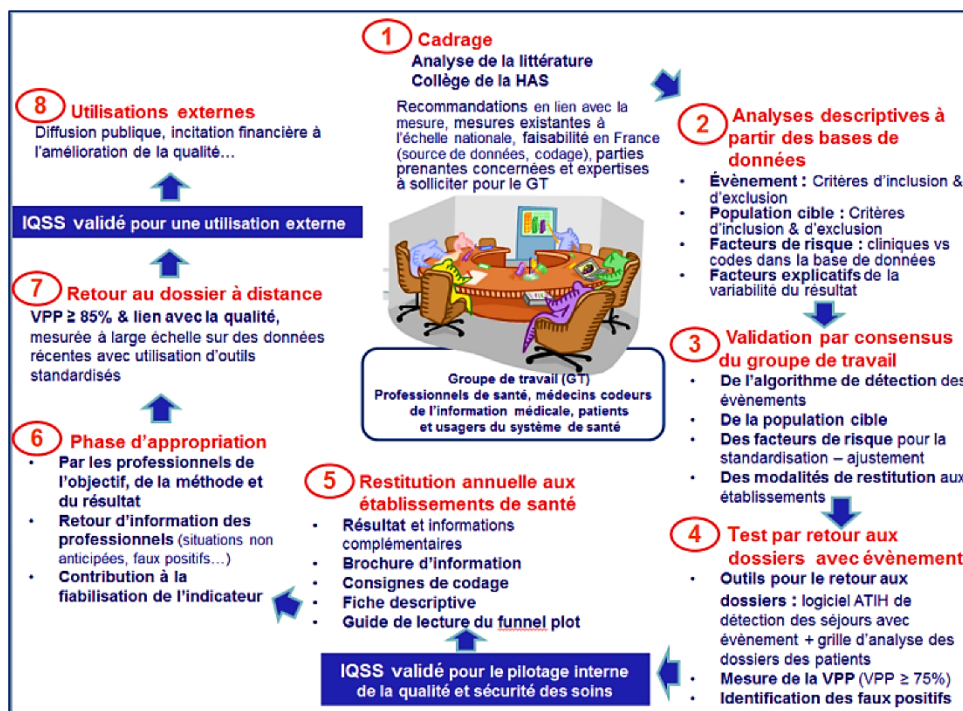 1 Cadrage
Analyse de la littérature
Collège de la HAS
Recommandations en lien avec la
mesure, mesures existantes à
l'échelle nationale, faisabilité en France
(source de données, codage), parties
prenantes concernées et expertises
à solliciter pour le GT
2 Analyses descriptives à
partir des bases de
données
• Évènement : Critères d'inclusion &
d'exclusion
• Population cible : Critères
d'inclusion & d'exclusion
• Facteurs de risque : cliniques vs
codes dans la base de données
• Facteurs explicatifs de la
variabilité du résultat
3 Validation par consensus
du groupe de travail
• De l'algorithme de détection des
évènements
• De la population cible
• Des facteurs de risque pour la
standardisation – ajustement
• Des modalités de restitution aux
établissements
4 Test par retour aux
dossiers avec évènement
• Outils pour le retour aux
dossiers : logiciel ATIH de
détection des séjours avec
évènement + grille d'analyse des
dossiers des patients
• Mesure de la VPP (VPP ≥ 75%)
• Identification des faux positifs
IQSS validé pour le pilotage interne
de la qualité et sécurité des soins
5 Restitution annuelle aux
établissements de santé
• Résultat et informations
complémentaires
• Brochure d'information
• Consignes de codage
• Fiche descriptive
• Guide de lecture du funnel plot
6 Phase d'appropriation
• Par les professionnels de
l'objectif, de la méthode et
du résultat
• Retour d'information des
professionnels (situations non
anticipées, faux positifs…)
• Contribution à la
fiabilisation de l'indicateur
7 Retour au dossier à distance
VPP ≥ 85% & lien avec la qualité,
mesurée à large échelle sur des données
récentes avec utilisation d'outils
standardisés
IQSS validé pour une utilisation externe
8 Utilisations externes
Diffusion publique, incitation financière à
l'amélioration de la qualité…
Groupe de travail (GT)
Professionnels de santé, médecins codeurs
de l'information médicale, patients
et usagers du système de santé